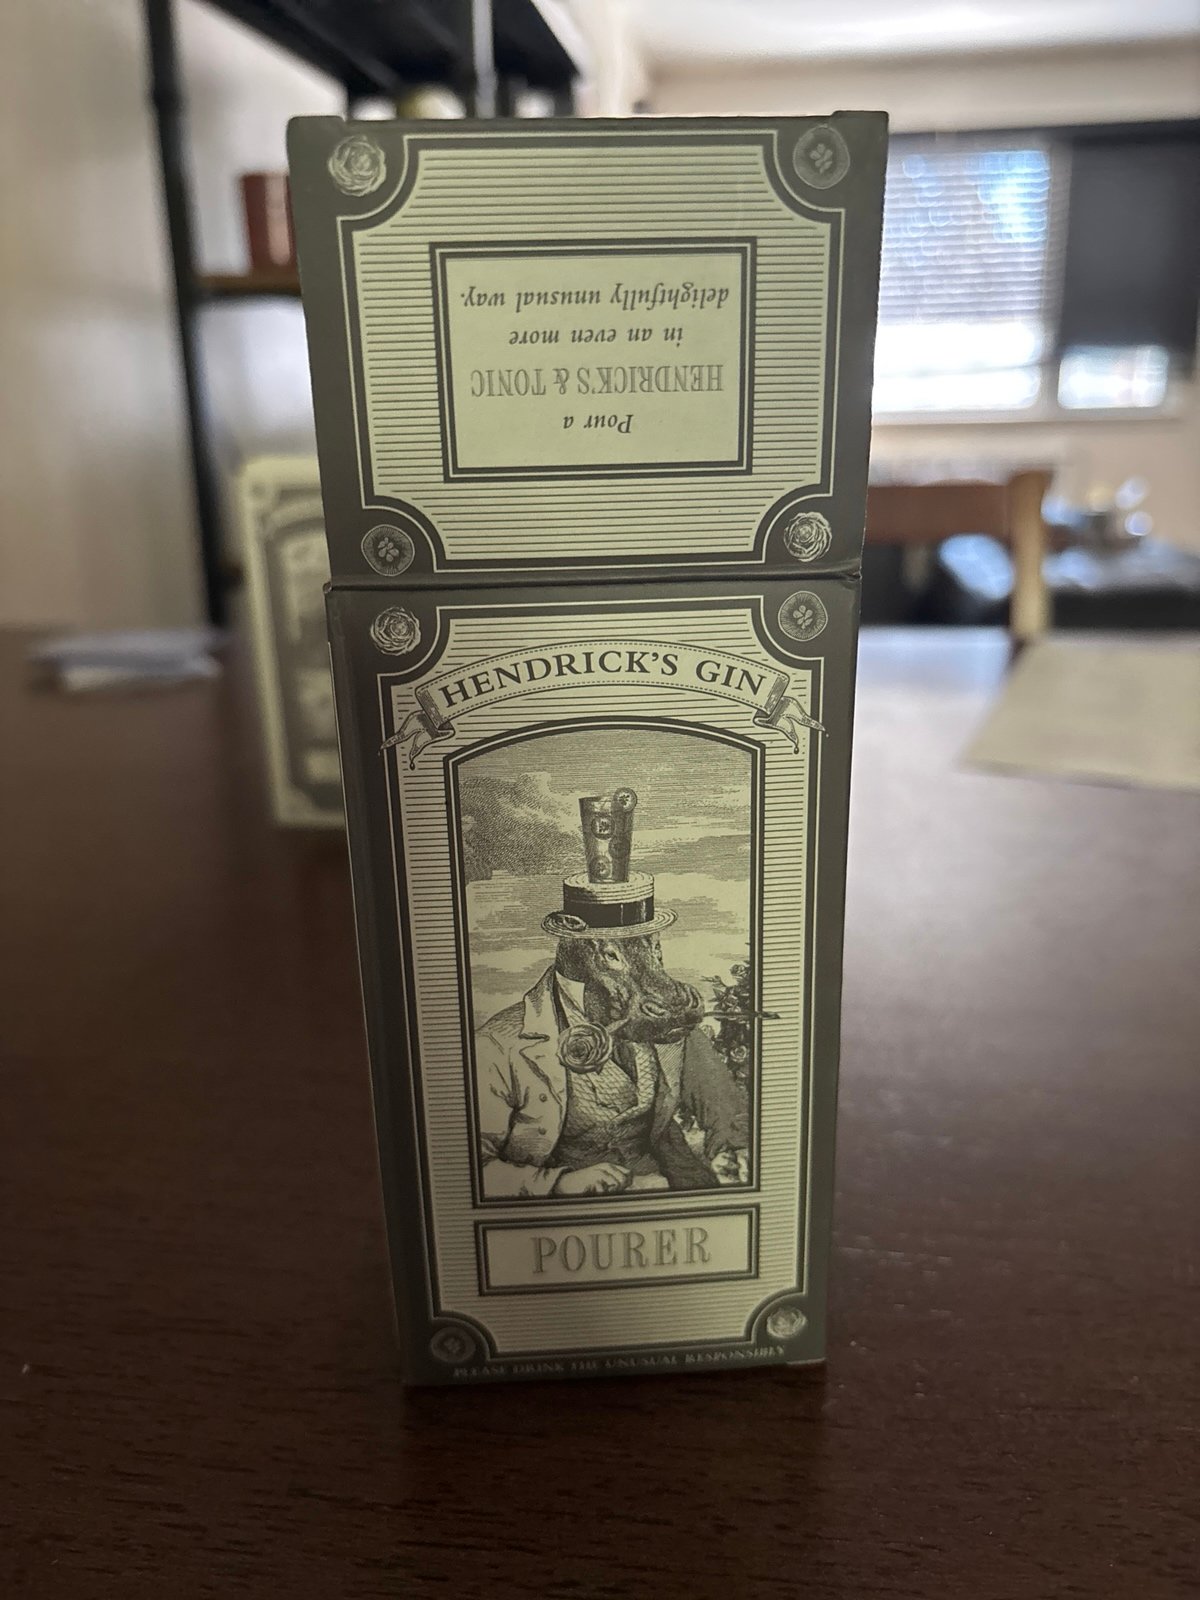 Pour a
HENDRICK'S & TONIC
in an even more
delightfully unusual way.
HENDRICK'S GIN
POURER
PLEASE DRINK THE UNUSUAL RESPONSIBLY